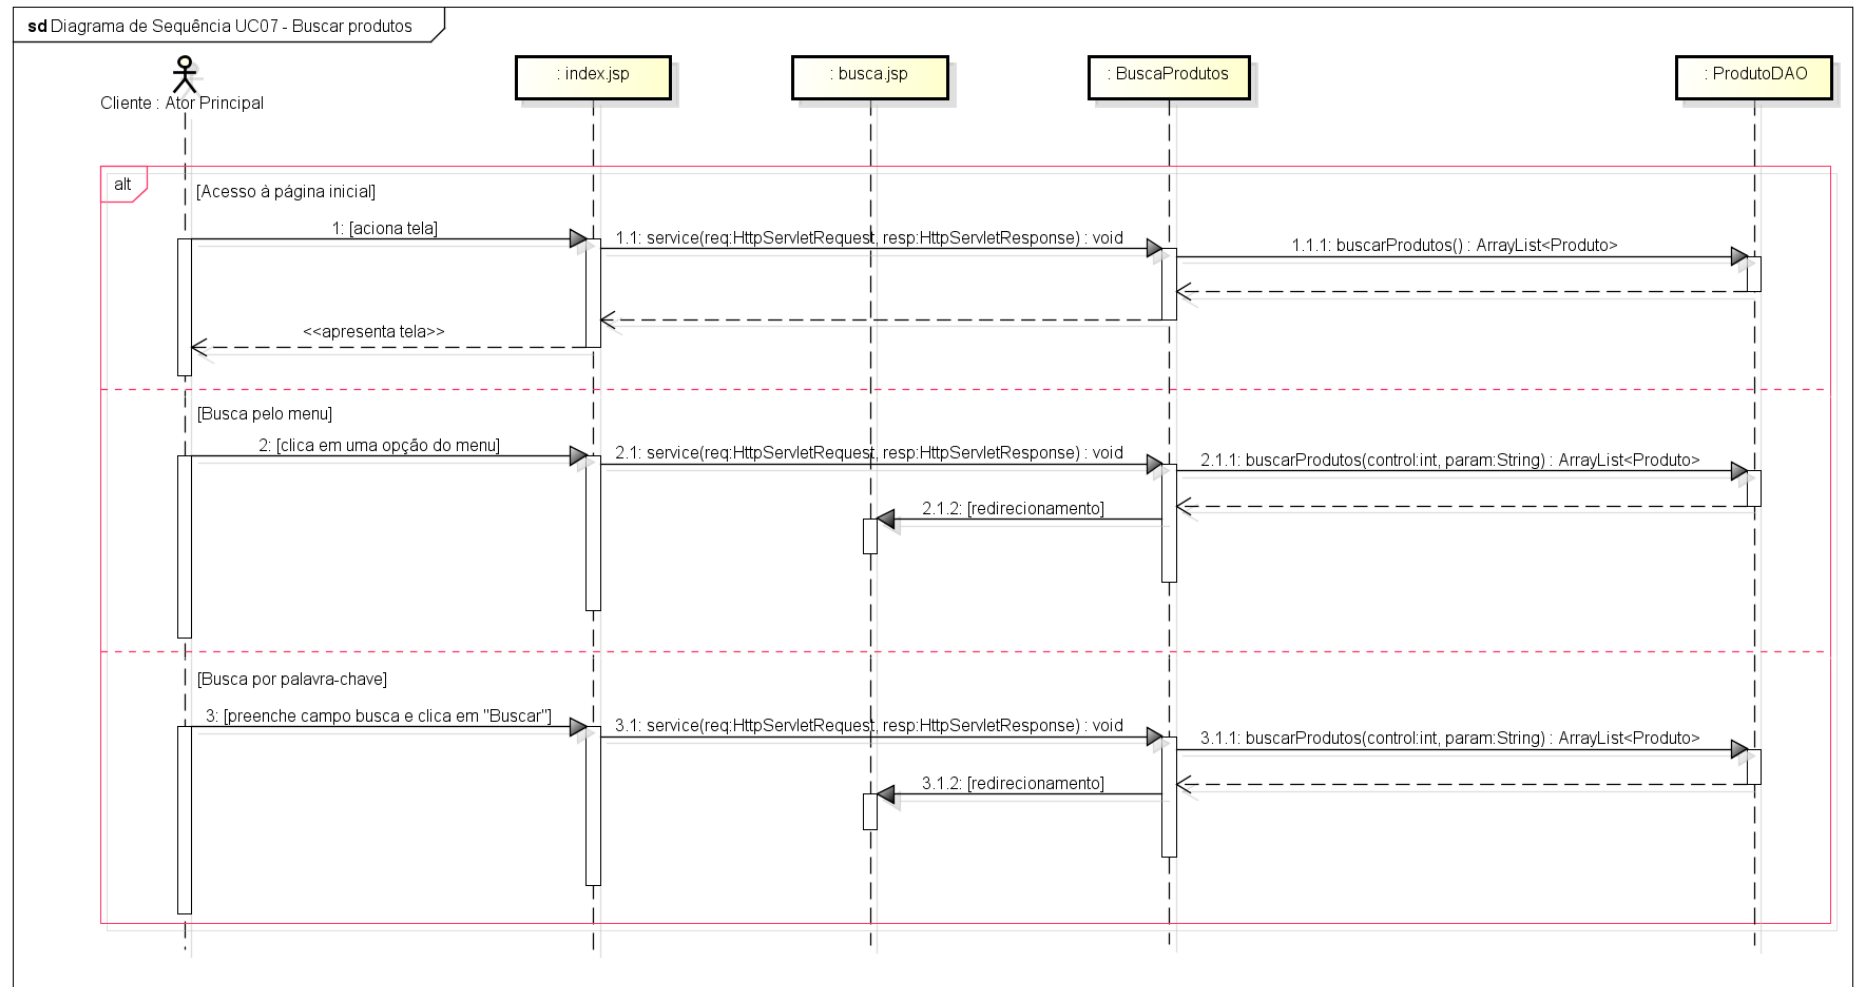 sd Diagrama de Sequência UC07 - Buscar produtos
Cliente : Ator Principal
: index.jsp
: busca.jsp
: BuscaProdutos
: ProdutoDAO
alt
[Acesso à página inicial]
1: [aciona tela]
1.1: service(req:HttpServletRequest, resp:HttpServletResponse) : void
1.1.1: buscarProdutos() : ArrayList<Produto>
<<apresenta tela>>
[Busca pelo menu]
2: [clica em uma opção do menu]
2.1: service(req:HttpServletRequest, resp:HttpServletResponse) : void
2.1.1: buscarProdutos(control:int, param:String) : ArrayList<Produto>
2.1.2: [redirecionamento]
[Busca por palavra-chave]
3: [preenche campo busca e clica em "Buscar"]
3.1: service(req:HttpServletRequest, resp:HttpServletResponse) : void
3.1.1: buscarProdutos(control:int, param:String) : ArrayList<Produto>
3.1.2: [redirecionamento]